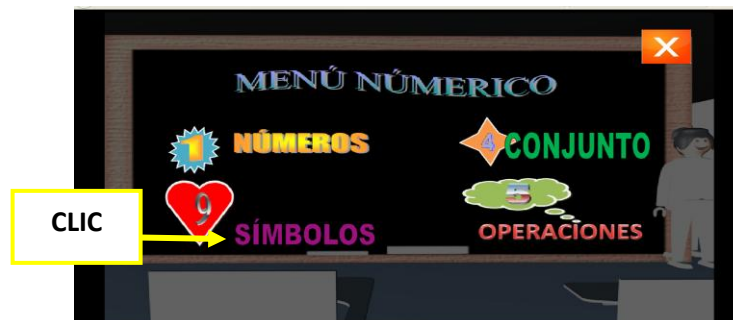 MENÚ NÚMERICO
1 NÚMEROS
4 CONJUNTO
9 SÍMBOLOS
5 OPERACIONES
CLIC
X